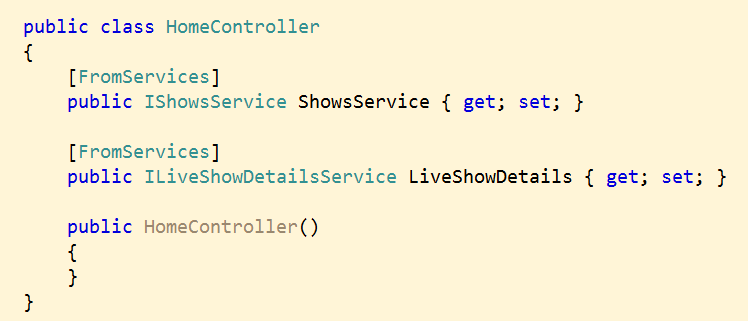 public class HomeController
{
    [FromServices]
    public IShowsService ShowsService { get; set; }

    [FromServices]
    public ILiveShowDetailsService LiveShowDetails { get; set; }

    public HomeController()
    {
    }
}